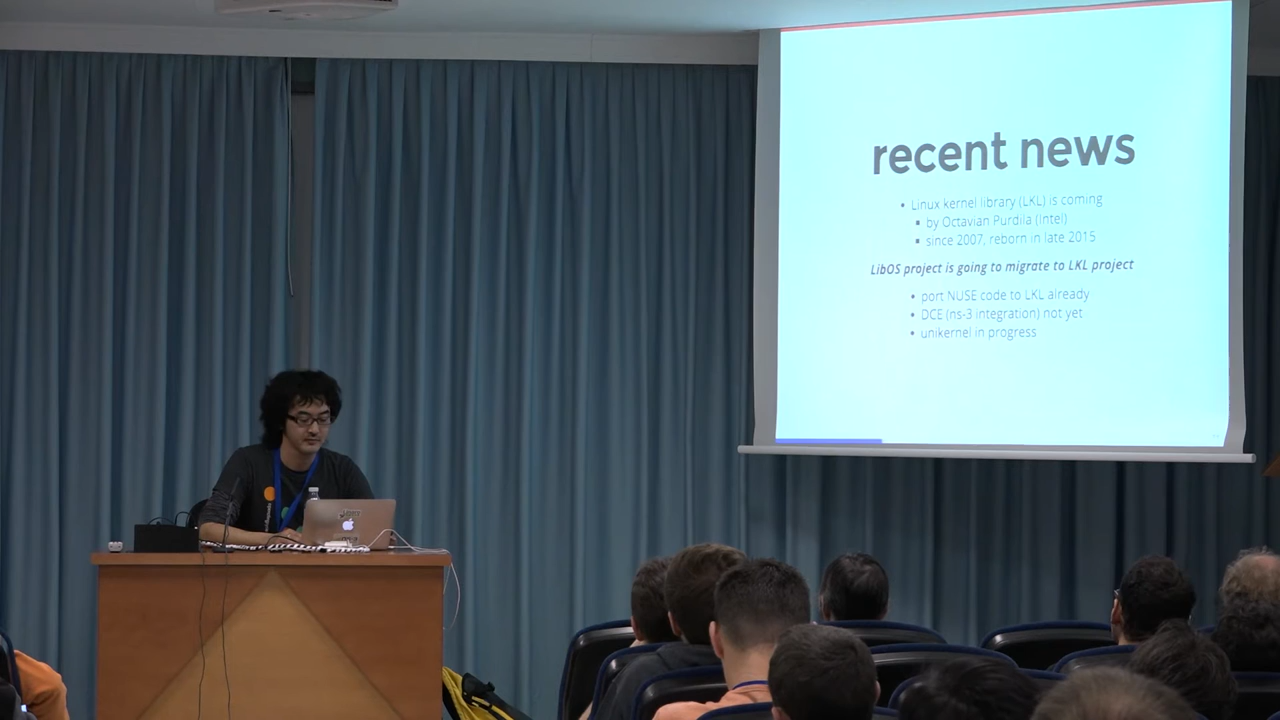 recent news
• Linux kernel library (LKL) is coming
▪ by Octavian Purdila (Intel)
▪ since 2007, reborn in late 2015
LibOS project is going to migrate to LKL project
• port NUSE code to LKL already
• DCE (ns-3 integration) not yet
• unikernel in progress